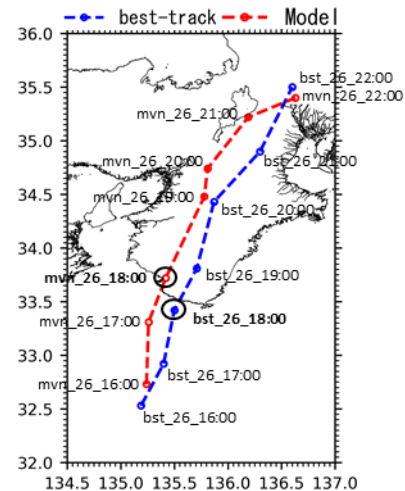 best-track Model
36.0
35.5
bst_26_22:00
mvn_26_22:00
mvn_26_21:00
35.0
bst_26_21:00
mvn_26_20:00
34.5
mvn_26_19:00
bst_26_20:00
34.0
bst_26_19:00
mvn_26_18:00
33.5
bst_26_18:00
mvn_26_17:00
33.0
bst_26_17:00
mvn_26_16:00
32.5
bst_26_16:00
32.0
134.5 135.0 135.5 136.0 136.5 137.0